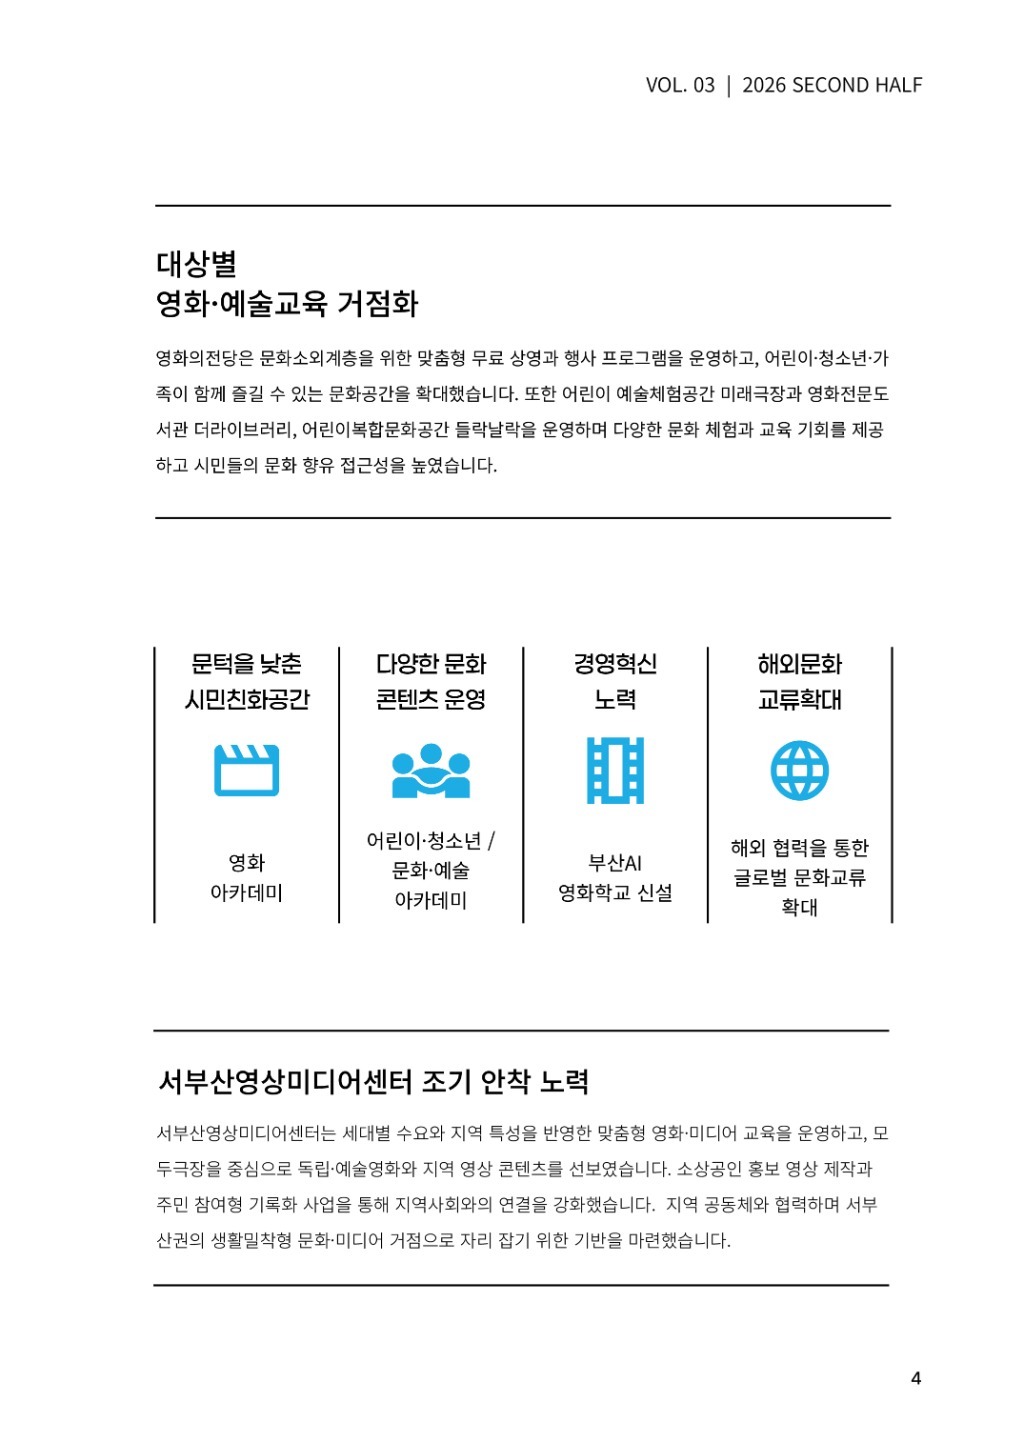 VOL. 03 | 2026 SECOND HALF
대상별
영화·예술교육 거점화
영화의전당은 문화소외계층을 위한 맞춤형 무료 상영과 행사 프로그램을 운영하고, 어린이·청소년·가
족이 함께 즐길 수 있는 문화공간을 확대했습니다. 또한 어린이 예술체험공간 미래극장과 영화전문도
서관 더라이브러리, 어린이복합문화공간 들락날락을 운영하며 다양한 문화 체험과 교육 기회를 제공
하고 시민들의 문화 향유 접근성을 높였습니다.
문턱을 낮춘
시민친화공간
영화
아카데미
다양한 문화
콘텐츠 운영
어린이·청소년 /
문화·예술
아카데미
경영혁신
노력
부산AI
영화학교 신설
해외문화
교류확대
해외 협력을 통한
글로벌 문화교류
확대
서부산영상미디어센터 조기 안착 노력
서부산영상미디어센터는 세대별 수요와 지역 특성을 반영한 맞춤형 영화·미디어 교육을 운영하고, 모
두극장을 중심으로 독립·예술영화와 지역 영상 콘텐츠를 선보였습니다. 소상공인 홍보 영상 제작과
주민 참여형 기록화 사업을 통해 지역사회와의 연결을 강화했습니다. 지역 공동체와 협력하며 서부
산권의 생활밀착형 문화·미디어 거점으로 자리 잡기 위한 기반을 마련했습니다.
4